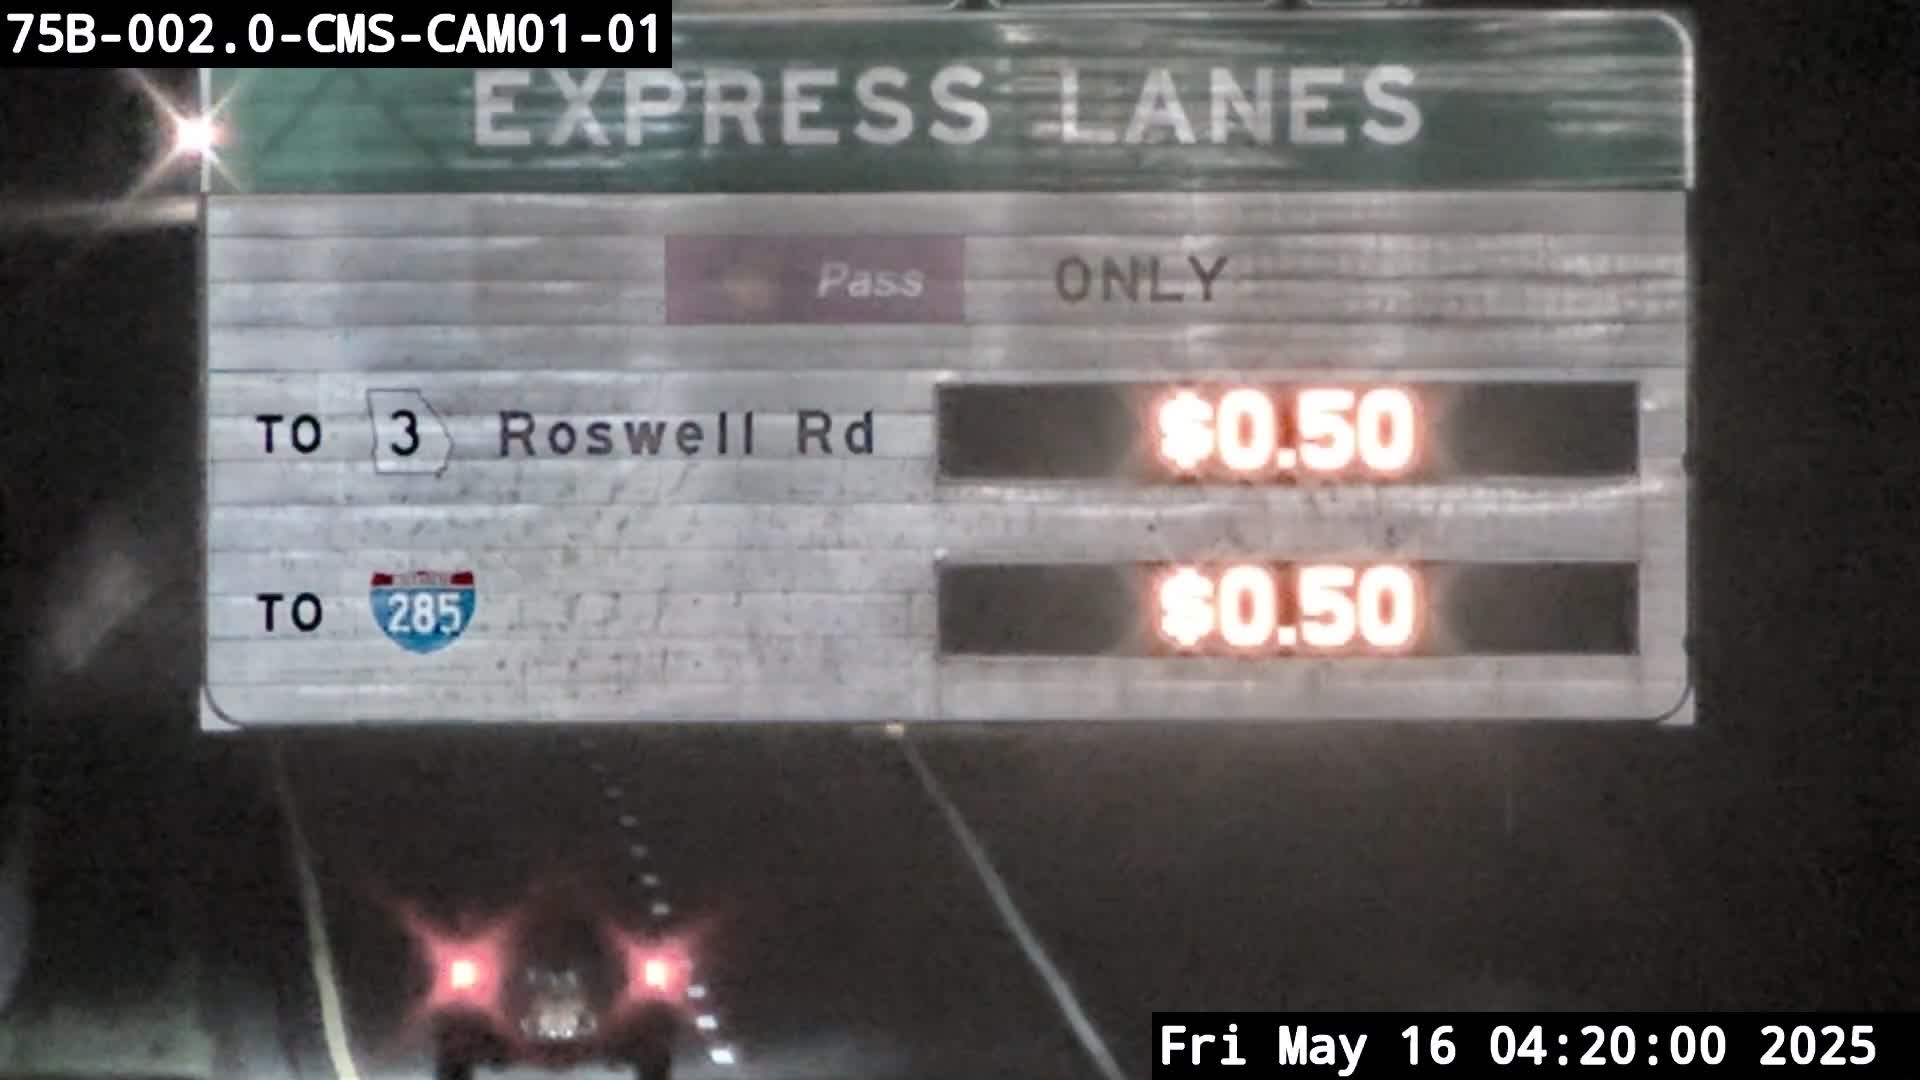 75B-002.0-CMS-CAM01-01
EXPRESS LANES
Pass ONLY
TO 3 Roswell Rd $0.50
TO 285 $0.50
Fri May 16 04:20:00 2025